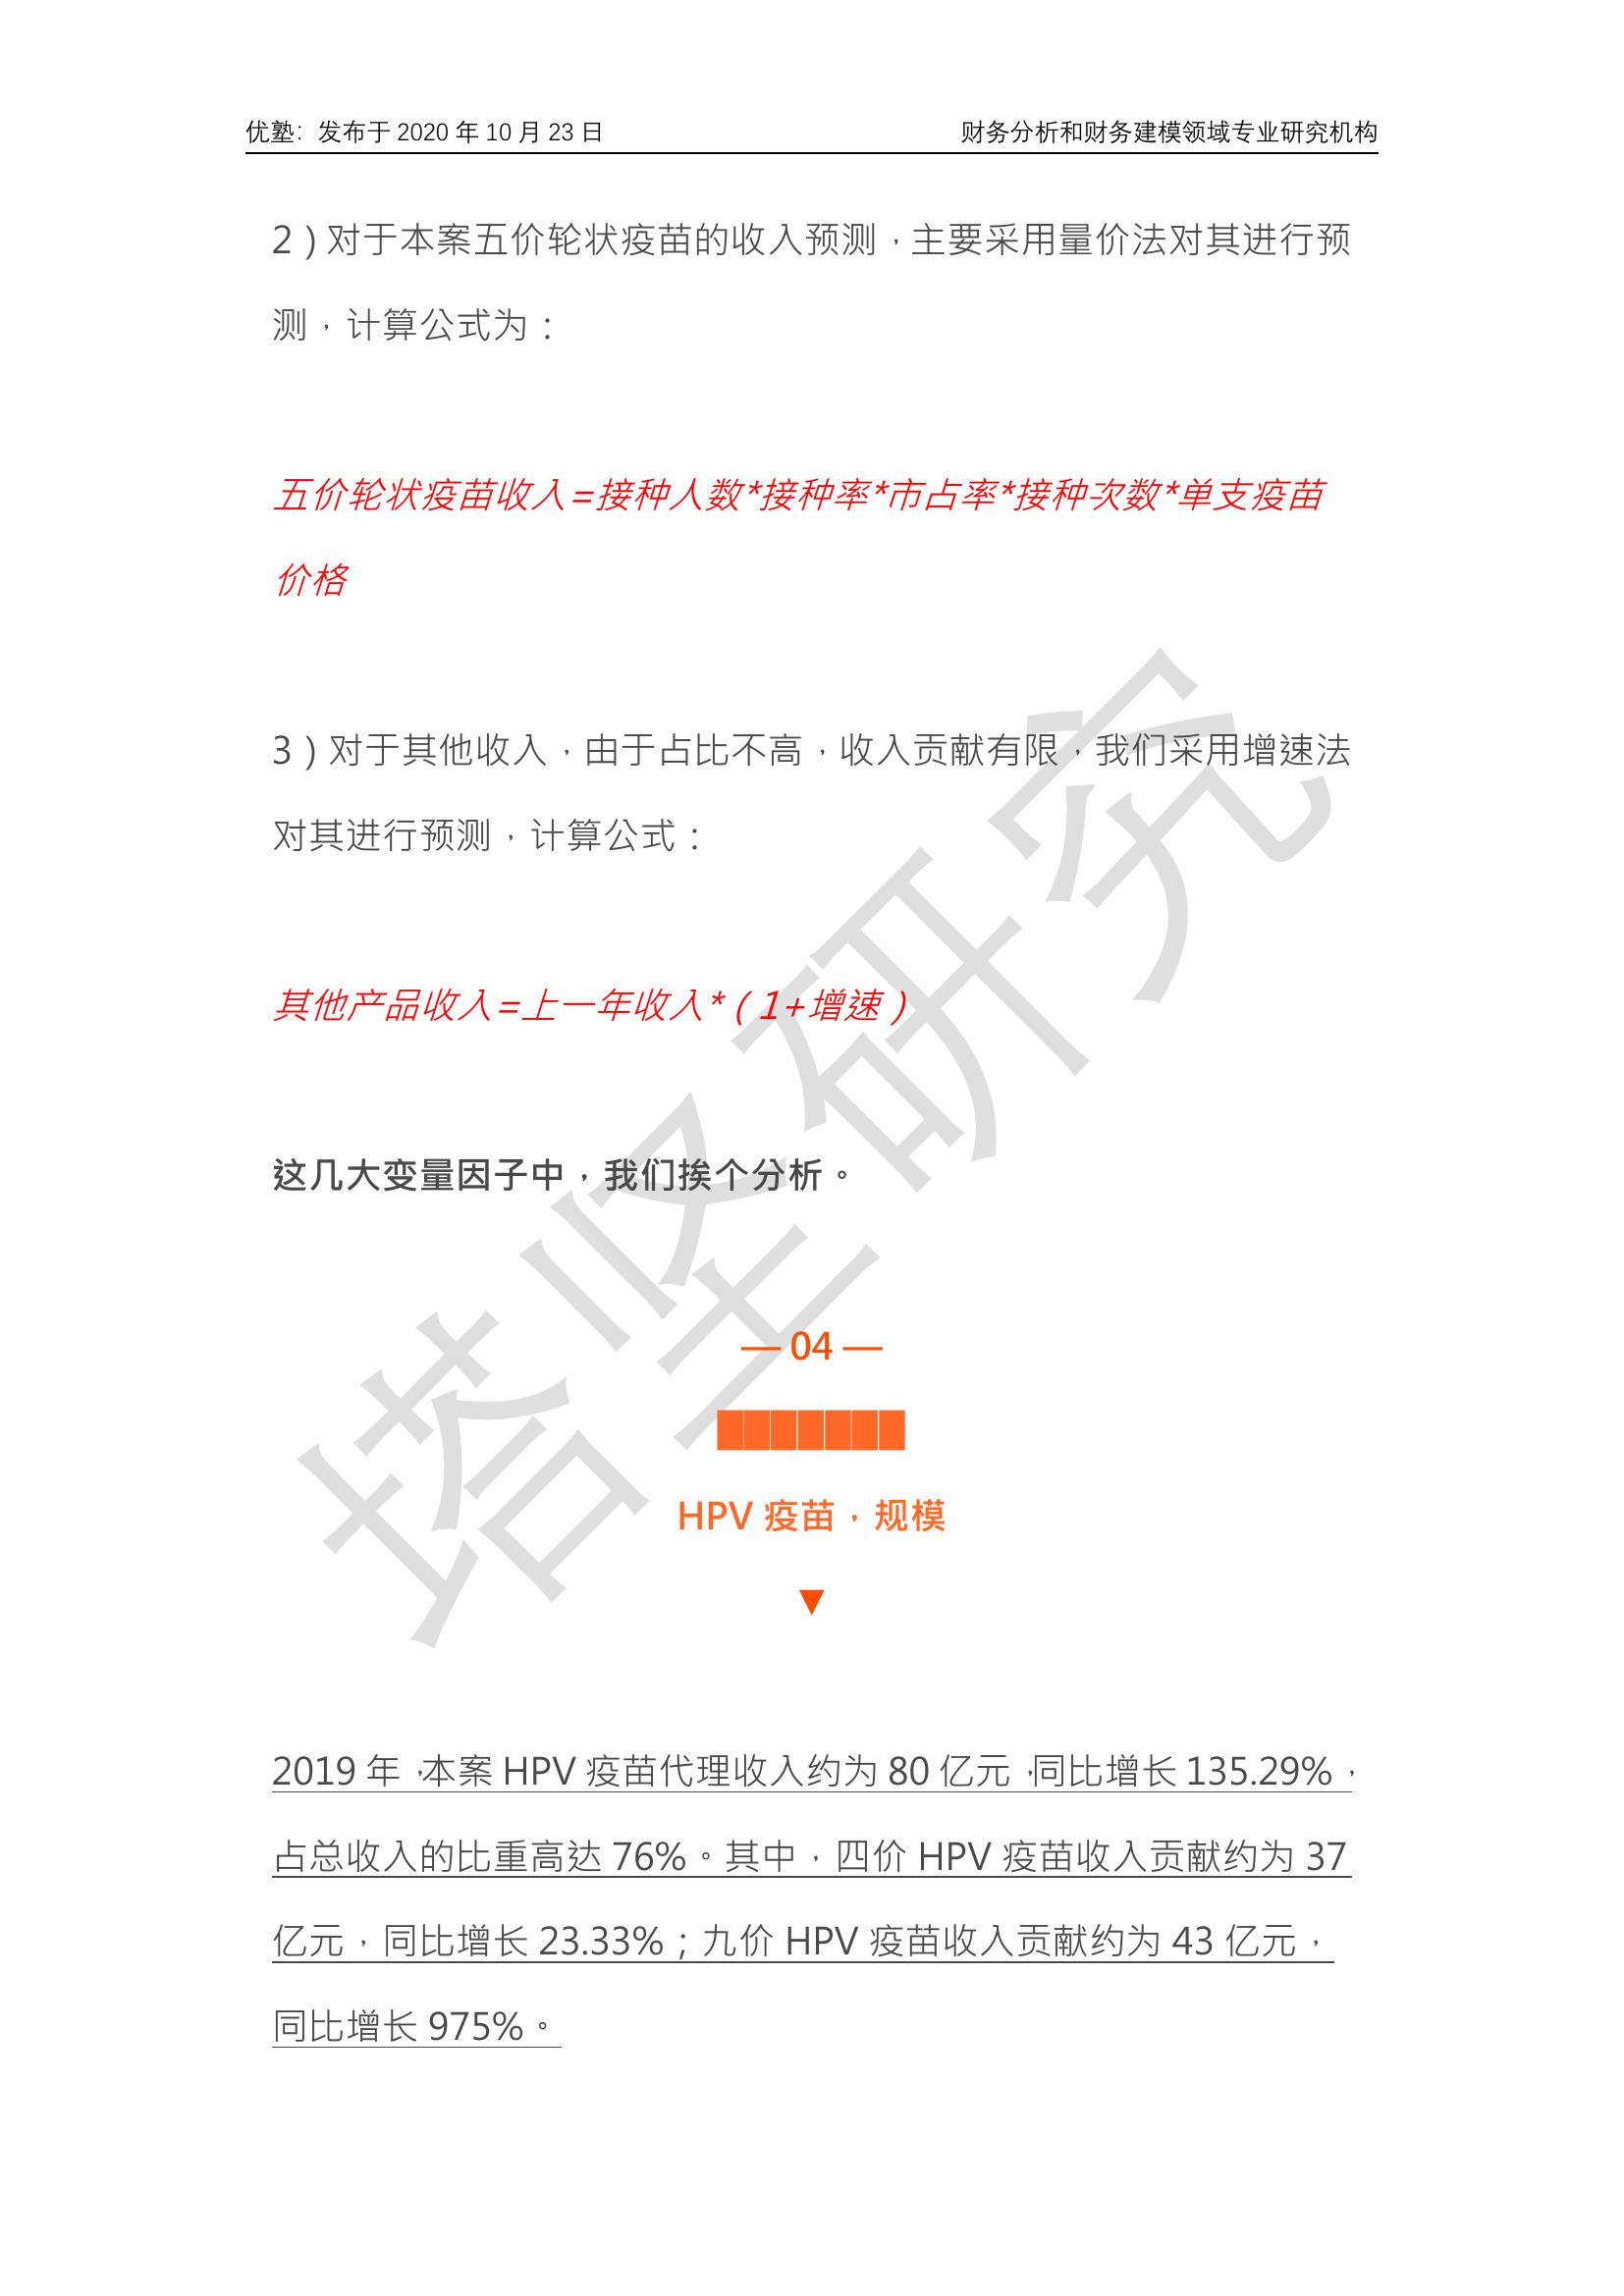 优塾：发布于 2020 年 10 月 23 日
财务分析和财务建模领域专业研究机构
2）对于本案五价轮状疫苗的收入预测，主要采用量价法对其进行预
测，计算公式为：
五价轮状疫苗收入=接种人数*接种率*市占率*接种次数*单支疫苗
价格
3）对于其他收入，由于占比不高，收入贡献有限，我们采用增速法
对其进行预测，计算公式：
其他产品收入=上一年收入*（1+增速）
这几大变量因子中，我们挨个分析。
— 04 —
HPV 疫苗，规模
▼
2019 年，本案 HPV 疫苗代理收入约为 80 亿元，同比增长 135.29%，
占总收入的比重高达 76%。其中，四价 HPV 疫苗收入贡献约为 37
亿元，同比增长 23.33%；九价 HPV 疫苗收入贡献约为 43 亿元，
同比增长 975%。
塔坚研究